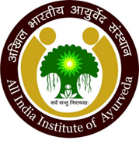 अखिल भारतीय आयुर्वेद संस्थान
सर्वे सन्तु निरामयाः
All India Institute of Ayurveda